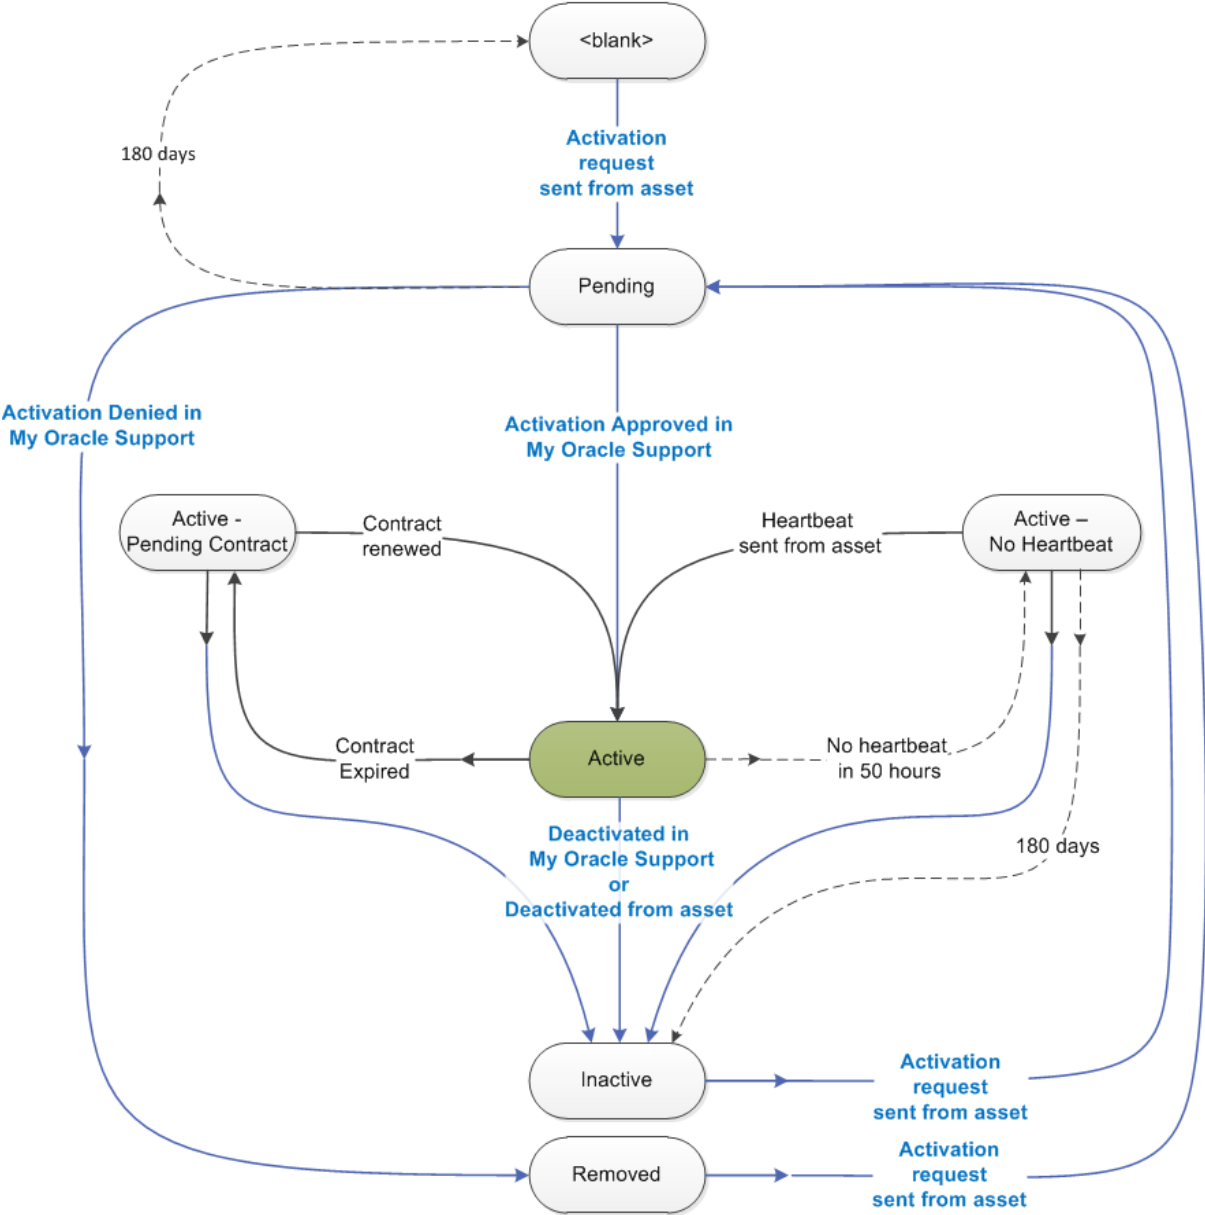 <blank>
Activation
request
sent from asset
180 days
Pending
Activation Denied in
My Oracle Support
Activation Approved in
My Oracle Support
Active -
Pending Contract
Contract
renewed
Heartbeat
sent from asset
Active –
No Heartbeat
Contract
Expired
Active
No heartbeat
in 50 hours
Deactivated in
My Oracle Support
or
Deactivated from asset
180 days
Inactive
Activation
request
sent from asset
Removed
Activation
request
sent from asset